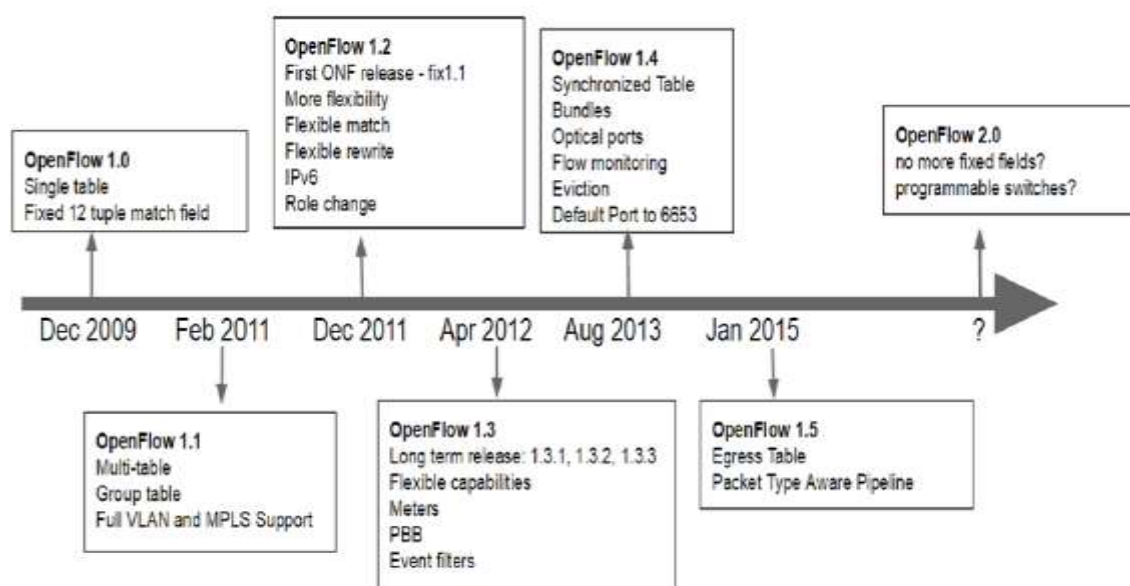 OpenFlow 1.0
Single table
Fixed 12 tuple match field
OpenFlow 1.2
First ONF release - fix1.1
More flexibility
Flexible match
Flexible rewrite
IPv6
Role change
OpenFlow 1.4
Synchronized Table
Bundles
Optical ports
Flow monitoring
Eviction
Default Port to 6653
OpenFlow 2.0
no more fixed fields?
programmable switches?
Dec 2009
Feb 2011
Dec 2011
Apr 2012
Aug 2013
Jan 2015
?
OpenFlow 1.1
Multi-table
Group table
Full VLAN and MPLS Support
OpenFlow 1.3
Long term release: 1.3.1, 1.3.2, 1.3.3
Flexible capabilities
Meters
PBB
Event filters
OpenFlow 1.5
Egress Table
Packet Type Aware Pipeline